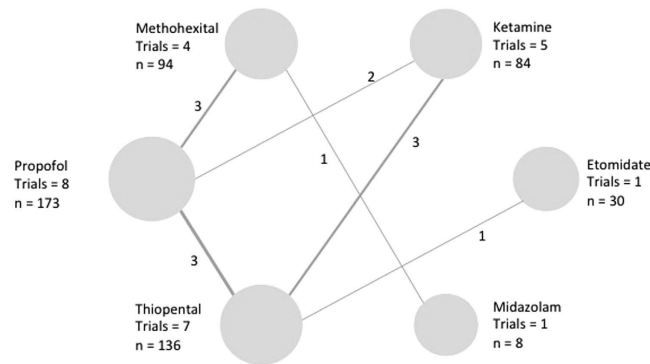 Methohexital
Trials = 4
n = 94
Ketamine
Trials = 5
n = 84
2
3
3
1
Propofol
Trials = 8
n = 173
Etomidate
Trials = 1
n = 30
1
3
Thiopental
Trials = 7
n = 136
Midazolam
Trials = 1
n = 8